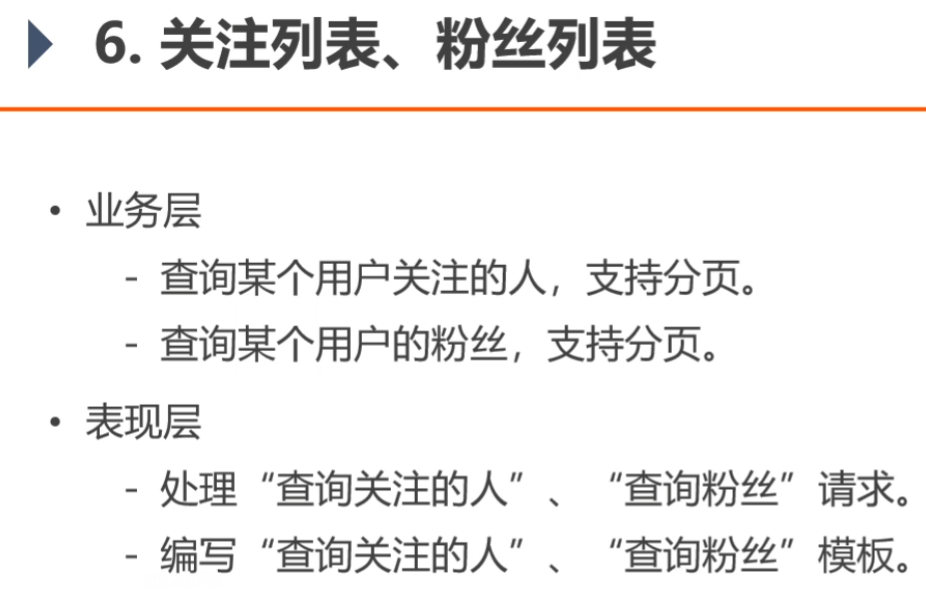 6. 关注列表、粉丝列表
• 业务层
- 查询某个用户关注的人，支持分页。
- 查询某个用户的粉丝，支持分页。
• 表现层
- 处理“查询关注的人”、“查询粉丝”请求。
- 编写“查询关注的人”、“查询粉丝”模板。